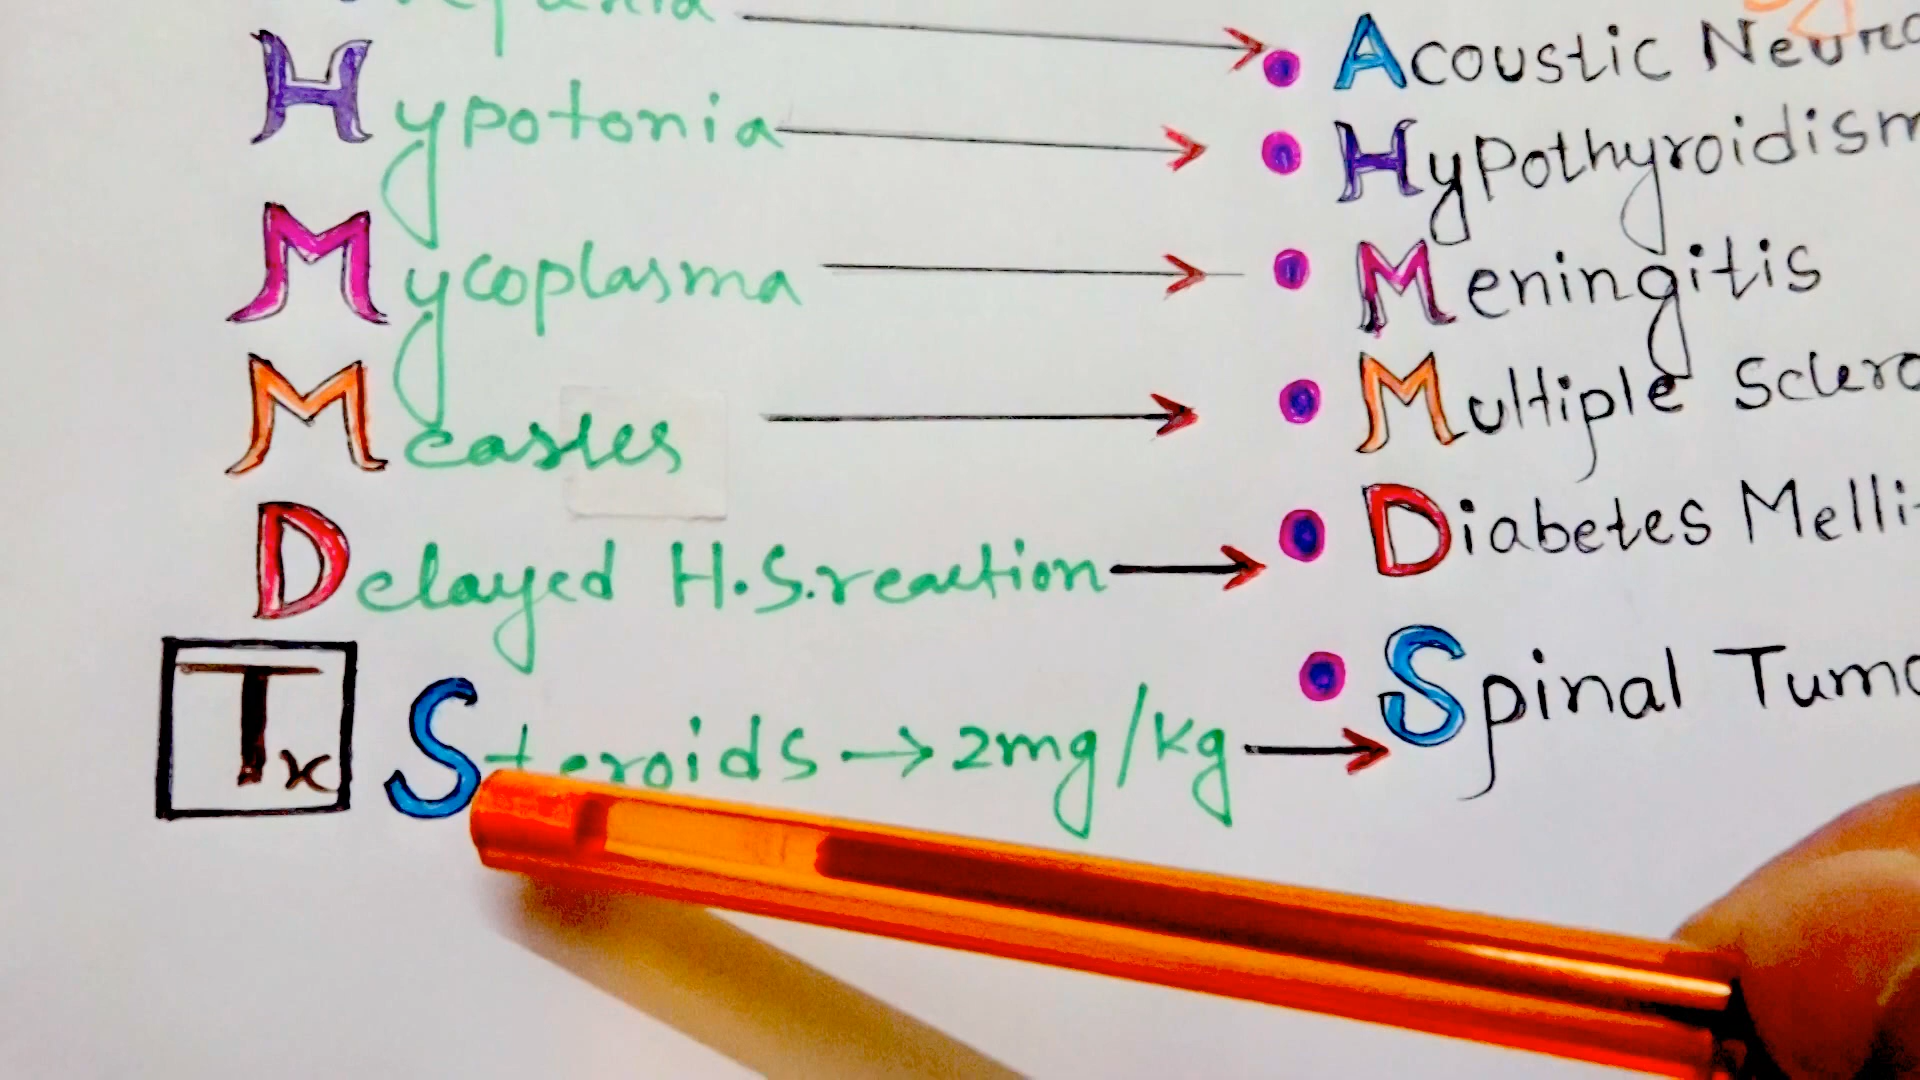 Acoustic
Hypotonia Hypothyroidism
Mycoplasma Meningitis
Measles Multiple
Delayed H.S.reaction Diabetes
Tx Steroids → 2mg/kg Spinal